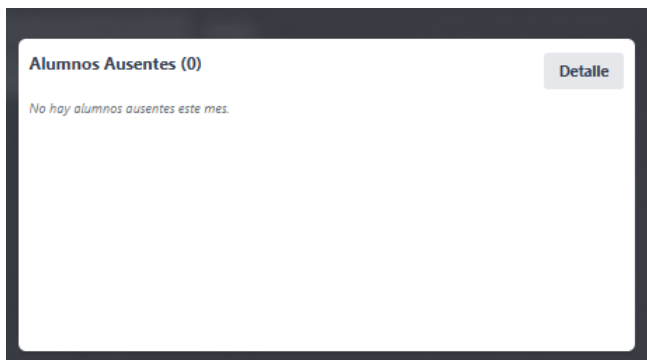 Alumnos Ausentes (0)
Detalle
No hay alumnos ausentes este mes.